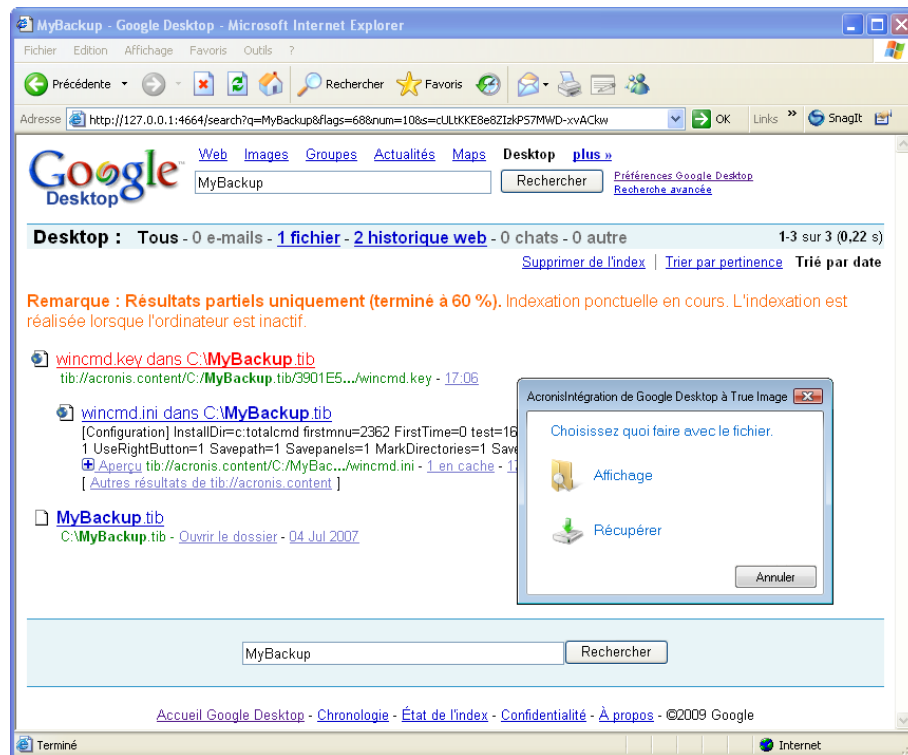 MyBackup - Google Desktop - Microsoft Internet Explorer
Fichier Edition Affichage Favoris Outils ?
Précédente Rechercher Favoris
Adresse http://127.0.0.1:4664/search?q=MyBackup&flags=68&num=10&s=cULtKKE8e8ZIzkPS7MWD-xvACkw OK Links » SnagIt
Google Desktop
Web Images Groupes Actualités Maps Desktop plus »
MyBackup Rechercher
Préférences Google Desktop
Recherche avancée
Desktop : Tous - 0 e-mails - 1 fichier - 2 historique web - 0 chats - 0 autre 1-3 sur 3 (0,22 s)
Supprimer de l'index | Trier par pertinence Trié par date
Remarque : Résultats partiels uniquement (terminé à 60 %). Indexation ponctuelle en cours. L'indexation est
réalisée lorsque l'ordinateur est inactif.
wincmd.key dans C:\MyBackup.tib
tib://acronis.content/C:/MyBackup.tib/3901E5.../wincmd.key - 17:06
wincmd.ini dans C:\MyBackup.tib
[Configuration] InstallDir=c:totalcmd firstmnu=2362 FirstTime=0 test=16
1 UseRightButton=1 Savepath=1 Savepanels=1 MarkDirectories=1 Save
Aperçu tib://acronis.content/C:/MyBac.../wincmd.ini - 1 en cache - 1
[ Autres résultats de tib://acronis.content ]
MyBackup.tib
C:\MyBackup.tib - Ouvrir le dossier - 04 Jul 2007
AcronisIntégration de Google Desktop à True Image
Choisissez quoi faire avec le fichier.
Affichage
Récupérer
Annuler
MyBackup Rechercher
Accueil Google Desktop - Chronologie - État de l'index - Confidentialité - À propos - ©2009 Google
Terminé Internet